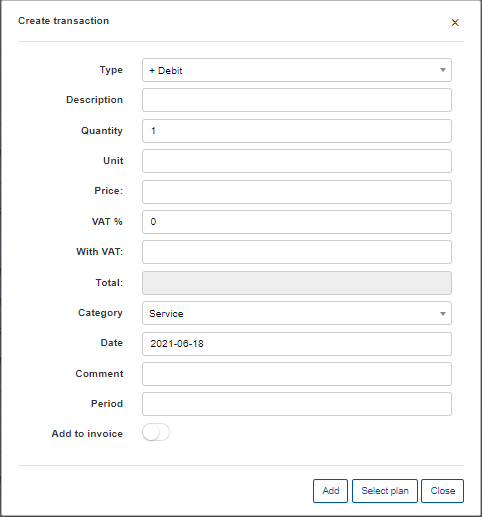 Create transaction ×
Type + Debit
Description
Quantity 1
Unit
Price:
VAT % 0
With VAT:
Total:
Category Service
Date 2021-06-18
Comment
Period
Add to invoice
Add Select plan Close